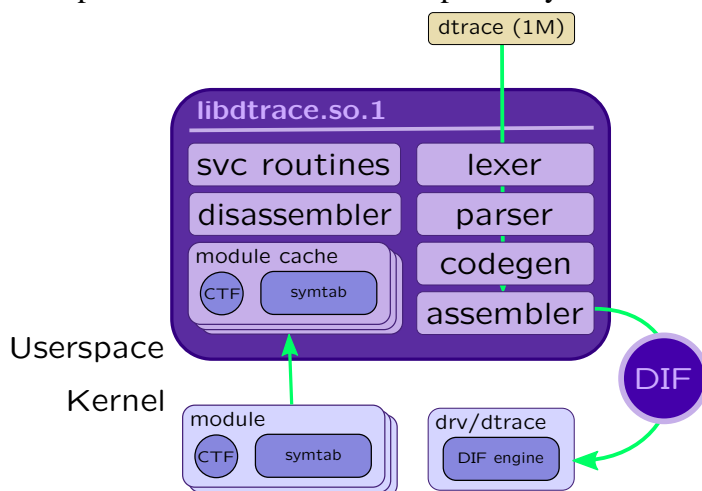 dtrace (1M)
libdtrace.so.1
svc routines
lexer
disassembler
parser
module cache
CTF
symtab
codegen
assembler
Userspace
Kernel
DIF
module
CTF
symtab
drv/dtrace
DIF engine